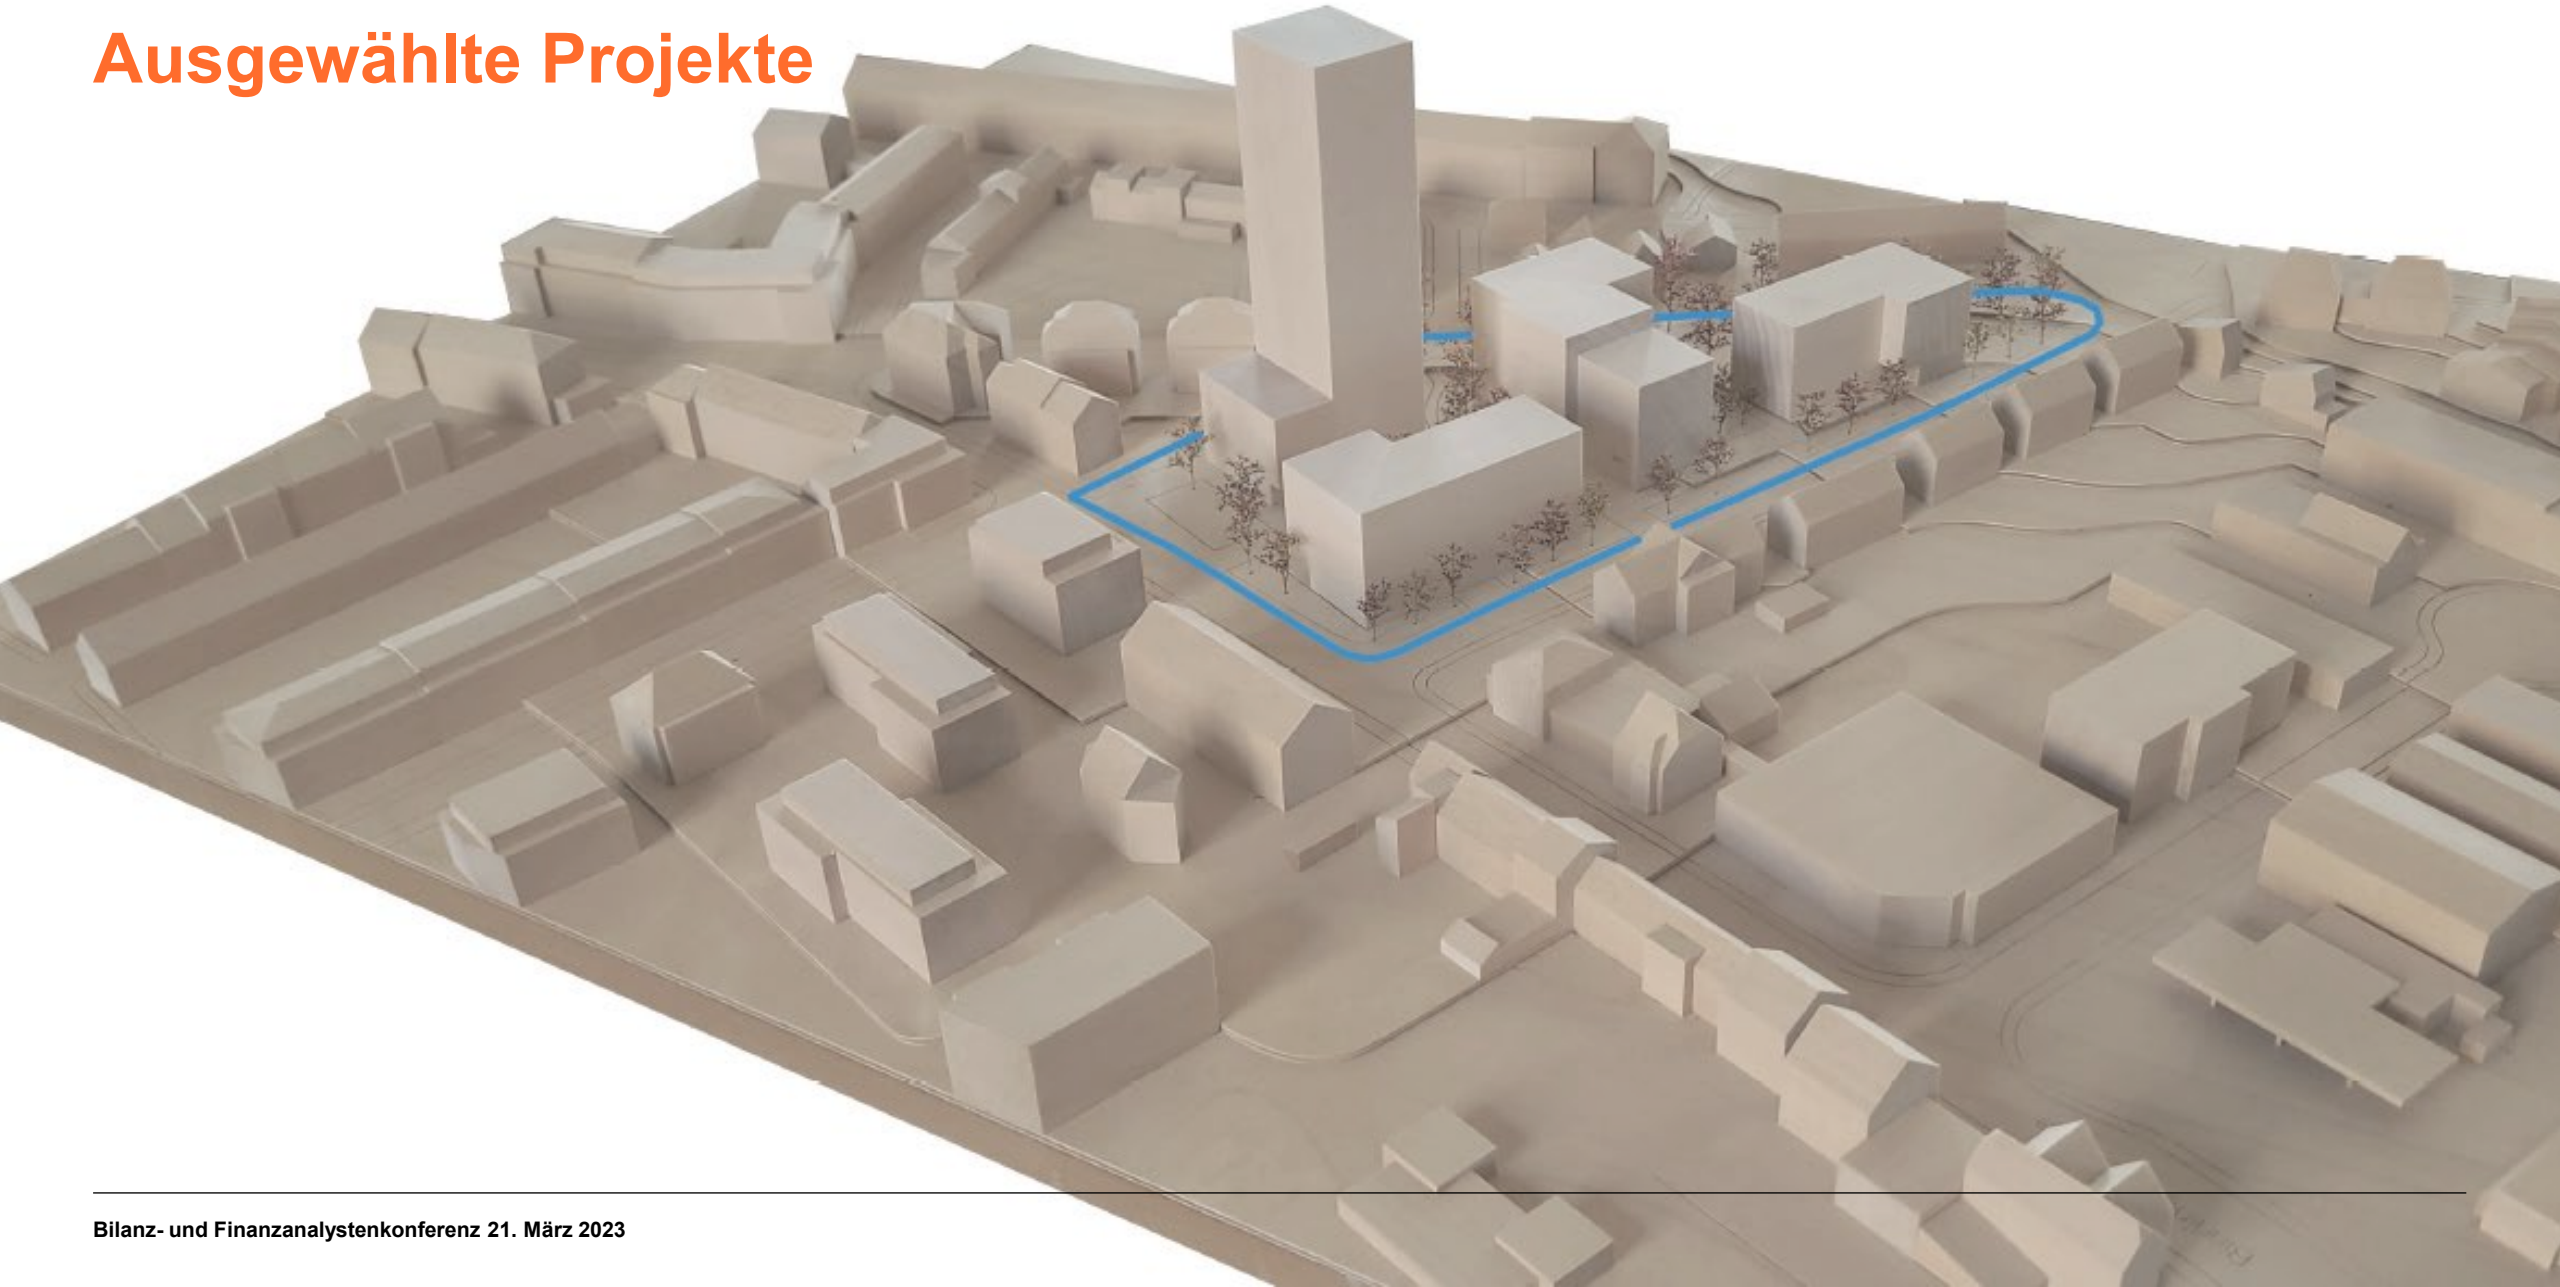 Ausgewählte Projekte
Bilanz- und Finanzanalystenkonferenz 21. März 2023